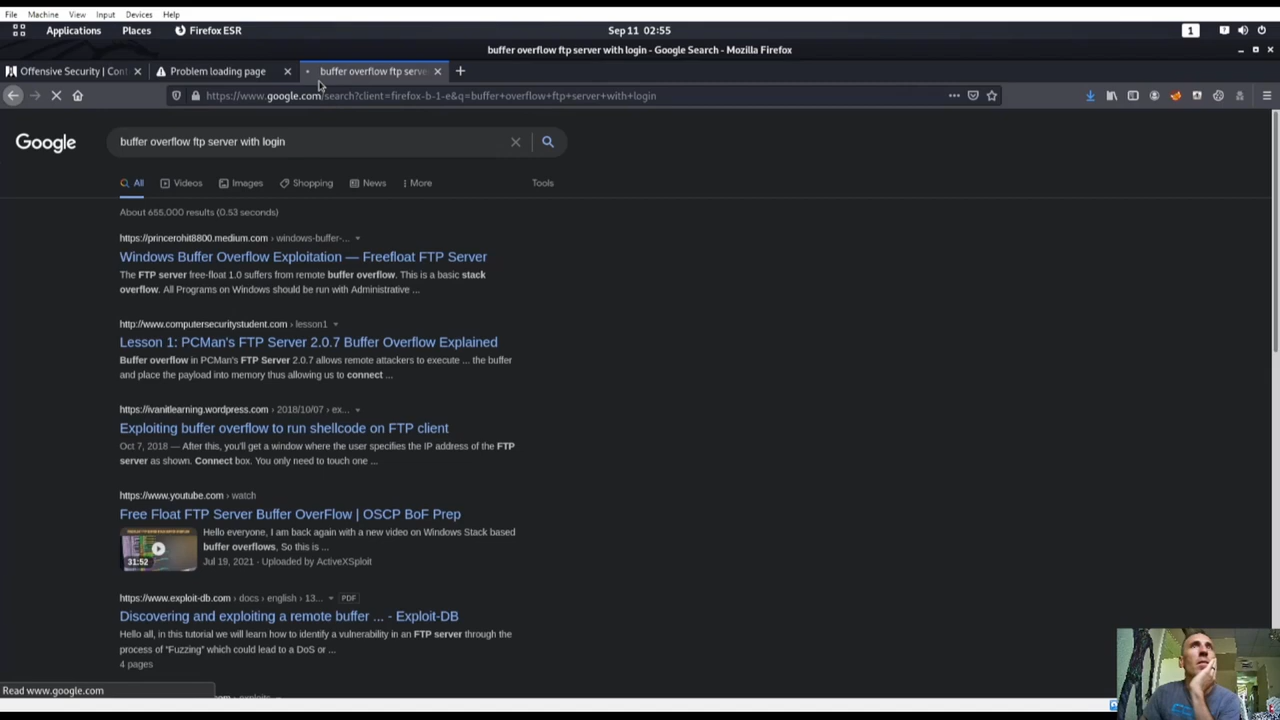 File Machine View Input Devices Help
Applications Places Firefox ESR Sep 11 02:55 1
buffer overflow ftp server with login - Google Search - Mozilla Firefox
Offensive Security | Cont Problem loading page buffer overflow ftp serve
https://www.google.com/search?client=firefox-b-1-e&q=buffer+overflow+ftp+server+with+login
Google buffer overflow ftp server with login
All Videos Images Shopping News More Tools
About 655,000 results (0.53 seconds)
https://princerohit8800.medium.com › windows-buffer-...
Windows Buffer Overflow Exploitation — Freefloat FTP Server
The FTP server free-float 1.0 suffers from remote buffer overflow. This is a basic stack
overflow. All Programs on Windows should be run with Administrative ...
http://www.computersecuritystudent.com › lesson1
Lesson 1: PCMan's FTP Server 2.0.7 Buffer Overflow Explained
Buffer overflow in PCMan's FTP Server 2.0.7 allows remote attackers to execute ... the buffer
and place the payload into memory thus allowing us to connect ...
https://ivanitlearning.wordpress.com › 2018/10/07 › ex...
Exploiting buffer overflow to run shellcode on FTP client
Oct 7, 2018 — After this, you'll get a window where the user specifies the IP address of the FTP
server as shown. Connect box. You only need to touch one ...
https://www.youtube.com › watch
Free Float FTP Server Buffer OverFlow | OSCP BoF Prep
Hello everyone, I am back again with a new video on Windows Stack based
buffer overflows. So this is ...
31:52
Jul 19, 2021 · Uploaded by ActiveXSploit
https://www.exploit-db.com › docs › english › 13... PDF
Discovering and exploiting a remote buffer ... - Exploit-DB
Hello all, in this tutorial we will learn how to identify a vulnerability in an FTP server through the
process of "Fuzzing" which could lead to a DoS or ...
4 pages
Read www.google.com